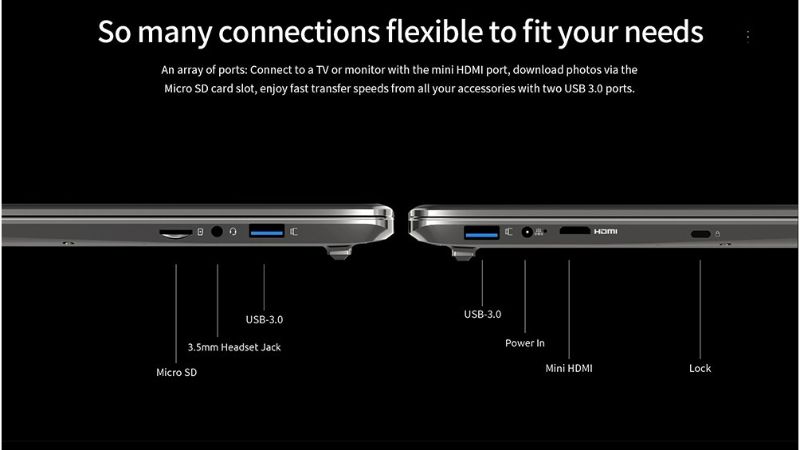 So many connections flexible to fit your needs
An array of ports: Connect to a TV or monitor with the mini HDMI port, download photos via the
Micro SD card slot, enjoy fast transfer speeds from all your accessories with two USB 3.0 ports.
HDMI
USB-3.0
3.5mm Headset Jack
Micro SD
USB-3.0
Power In
Mini HDMI
Lock